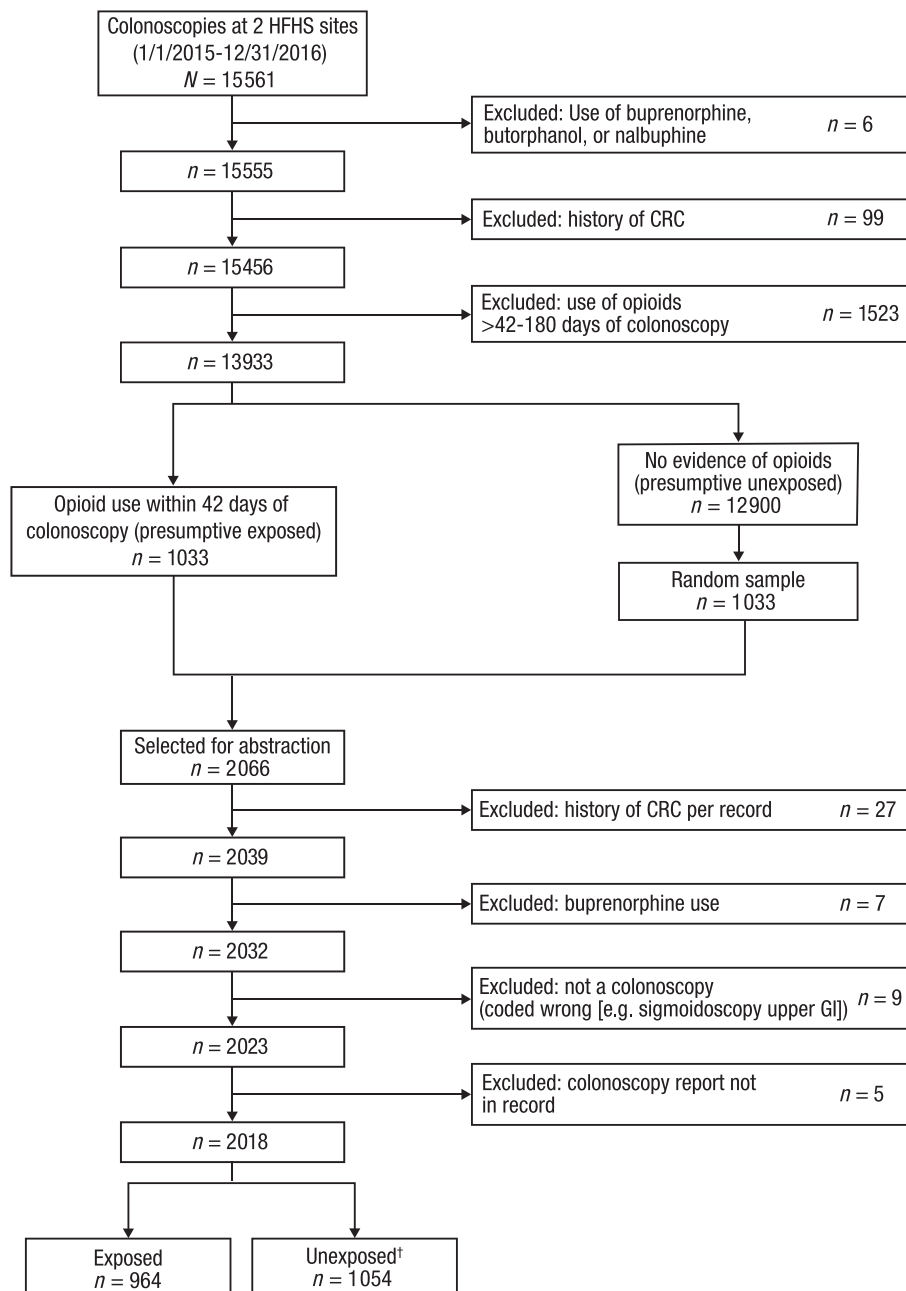 Colonoscopies at 2 HFHS sites
(1/1/2015-12/31/2016)
N = 15561
Excluded: Use of buprenorphine,
butorphanol, or nalbuphine
n = 6
n = 15555
Excluded: history of CRC
n = 99
n = 15456
Excluded: use of opioids
>42-180 days of colonoscopy
n = 1523
n = 13933
No evidence of opioids
(presumptive unexposed)
n = 12900
Opioid use within 42 days of
colonoscopy (presumptive exposed)
n = 1033
Random sample
n = 1033
Selected for abstraction
n = 2066
Excluded: history of CRC per record
n = 27
n = 2039
Excluded: buprenorphine use
n = 7
n = 2032
Excluded: not a colonoscopy
(coded wrong [e.g. sigmoidoscopy upper GI])
n = 9
n = 2023
Excluded: colonoscopy report not
in record
n = 5
n = 2018
Exposed
n = 964
Unexposed†
n = 1054